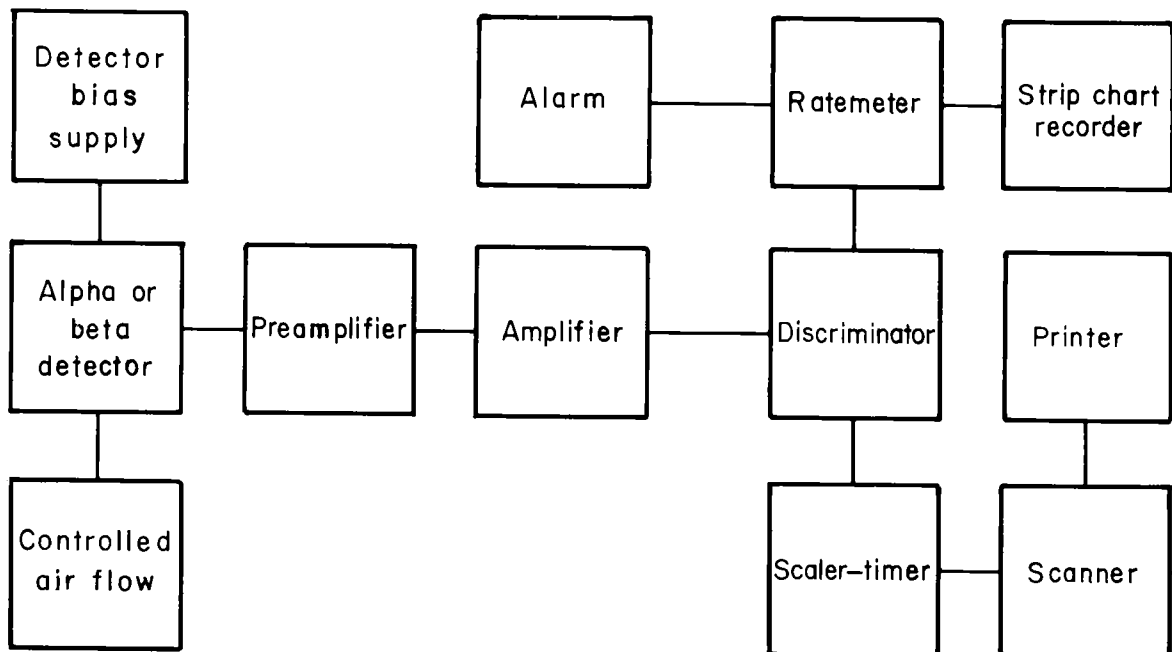 Detector
bias
supply
Alarm
Ratemeter
Strip chart
recorder
Alpha or
beta
detector
Preamplifier
Amplifier
Discriminator
Printer
Controlled
air flow
Scaler–timer
Scanner